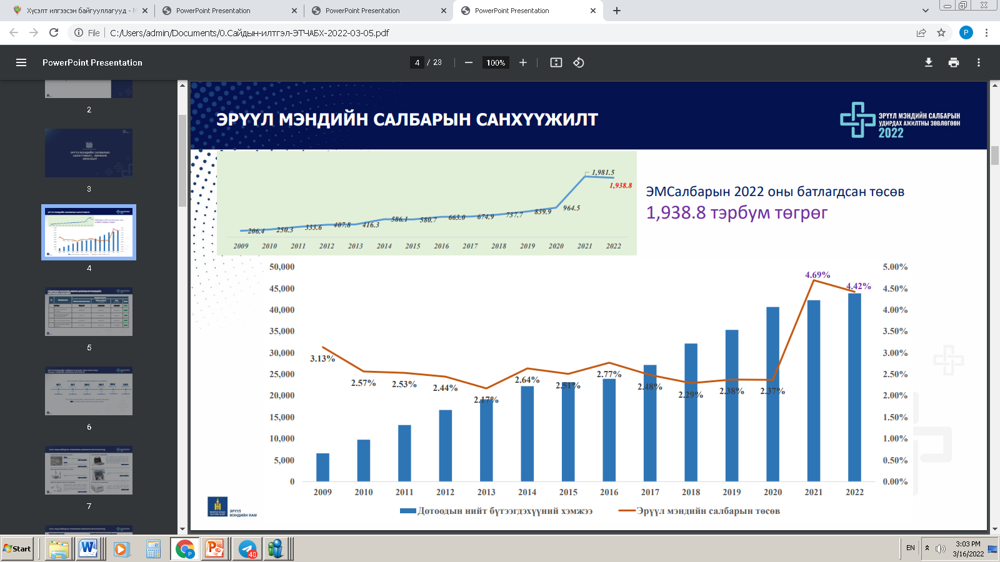 Хүсэлт илгээсэн байгууллагууд - М
PowerPoint Presentation
PowerPoint Presentation
PowerPoint Presentation
File
C:/Users/admin/Documents/0.Сайдын-илтгэл-ЭТЧАБХ-2022-03-05.pdf
P
PowerPoint Presentation
4 / 23
100%
2
3
4
5
6
7
ЭРҮҮЛ МЭНДИЙН САЛБАРЫН САНХҮҮЖИЛТ
ЭРҮҮЛ МЭНДИЙН САЛБАРЫН
УДИРДАХ АЖИЛТНЫ ЗӨВЛӨЛГӨӨН
2022
1,981.5
1,938.8
206.4 250.3 333.6 407.8 416.3 586.1 580.7 663.0 674.9 737.7 839.9 964.5
2009 2010 2011 2012 2013 2014 2015 2016 2017 2018 2019 2020 2021 2022
ЭМСалбарын 2022 оны батлагдсан төсөв
1,938.8 тэрбум төгрөг
50,000
45,000
40,000
35,000
30,000
25,000
20,000
15,000
10,000
5,000
0
3.13% 2.57% 2.53% 2.44% 2.17% 2.64% 2.51% 2.77% 2.48% 2.29% 2.38% 2.37% 4.69% 4.42%
5.00%
4.50%
4.00%
3.50%
3.00%
2.50%
2.00%
1.50%
1.00%
0.50%
0.00%
2009 2010 2011 2012 2013 2014 2015 2016 2017 2018 2019 2020 2021 2022
Дотоодын нийт бүтээгдэхүүний хэмжээ
Эрүүл мэндийн салбарын төсөв
ЭРҮҮЛ
МЭНДИЙН ЯАМ
Start
P
40
EN
3:03 PM
3/16/2022